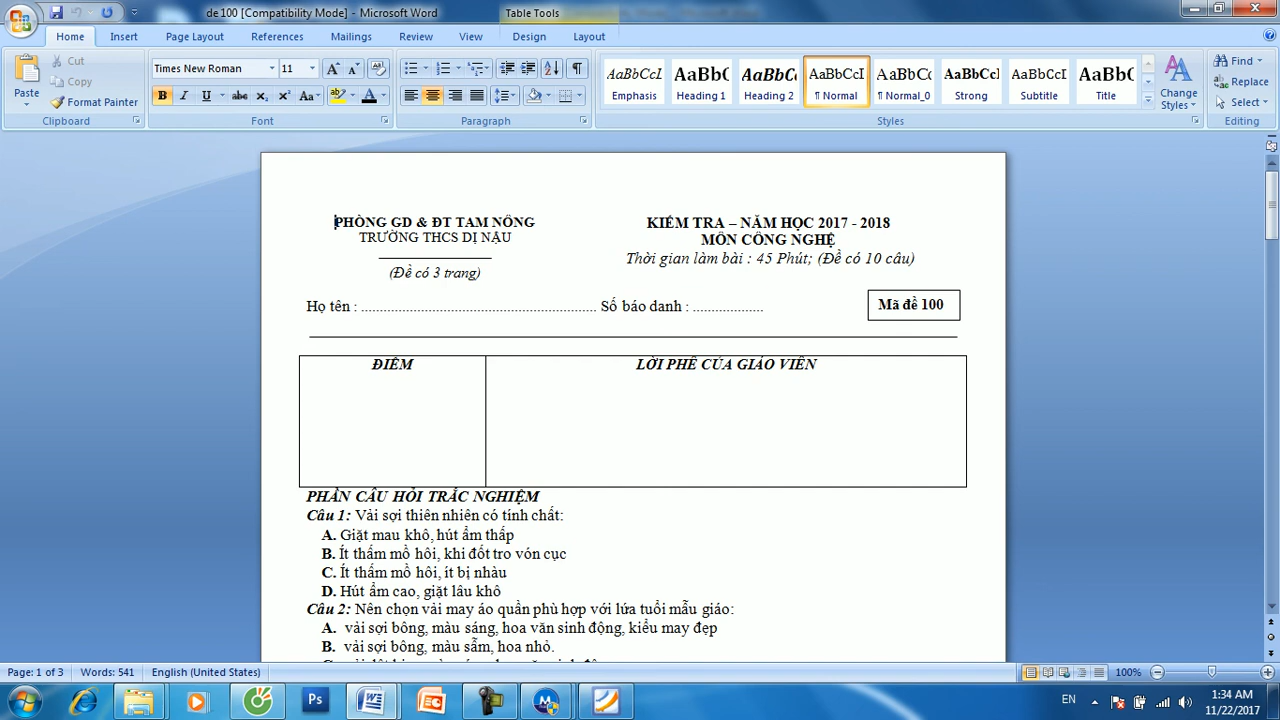 de.100 [Compatibility Mode] - Microsoft Word
Table Tools
Home Insert Page Layout References Mailings Review View Design Layout
Paste
Cut
Copy
Format Painter
Clipboard
Times New Roman 11
Font
Paragraph
AaBbCcI AaBbC AaBbCc AaBbCcI AaBbCc AaBbCcl AaBbCcI AaBbC
Emphasis Heading 1 Heading 2 ¶ Normal ¶ Normal_0 Strong Subtitle Title
Change Styles
Styles
Find
Replace
Select
Editing
PHÒNG GD & ĐT TAM NÔNG
TRƯỜNG THCS DỊ NẬU
(Đề có 3 trang)
KIỂM TRA – NĂM HỌC 2017 - 2018
MÔN CÔNG NGHỆ
Thời gian làm bài : 45 Phút; (Đề có 10 câu)
Họ tên : ............................................................... Số báo danh : ...................
Mã đề 100
ĐIỂM
LỜI PHÊ CỦA GIÁO VIÊN
PHẦN CÂU HỎI TRẮC NGHIỆM
Câu 1: Vải sợi thiên nhiên có tính chất:
A. Giặt mau khô, hút ẩm thấp
B. Ít thấm mồ hôi, khi đốt tro vón cục
C. Ít thấm mồ hôi, ít bị nhàu
D. Hút ẩm cao, giặt lâu khô
Câu 2: Nên chọn vải may áo quần phù hợp với lứa tuổi mẫu giáo:
A. vải sợi bông, màu sáng, hoa văn sinh động, kiểu may đẹp
B. vải sợi bông, màu sẫm, hoa nhỏ.
Page: 1 of 3 Words: 541 English (United States)
100%
Ps
EN
1:34 AM
11/22/2017